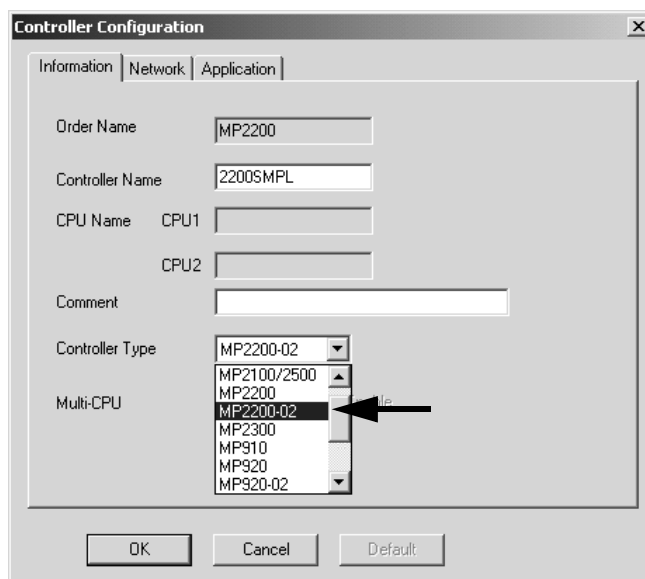 Controller Configuration
Information Network Application
Order Name MP2200
Controller Name 2200SMPL
CPU Name CPU1
CPU2
Comment
Controller Type MP2200-02
MP2100/2500
MP2200
Multi-CPU
MP2200-02
MP2300
MP910
MP920
MP920-02
OK Cancel Default